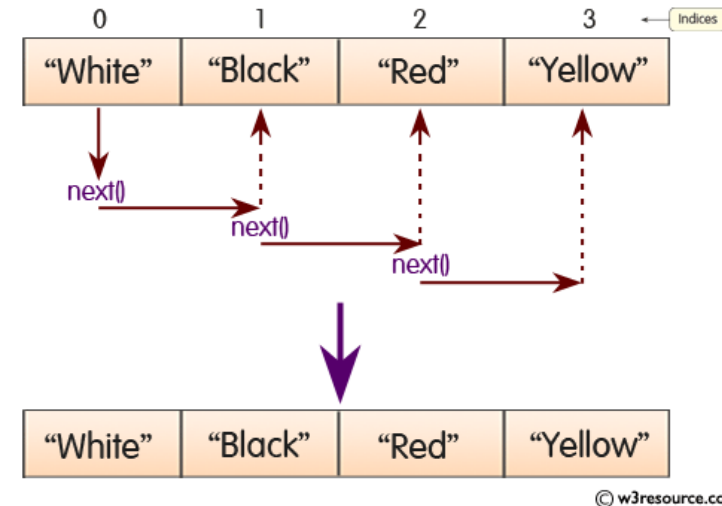 0 1 2 3 Indices
“White” “Black” “Red” “Yellow”
next()
next()
next()
“White” “Black” “Red” “Yellow”
© w3resource.co